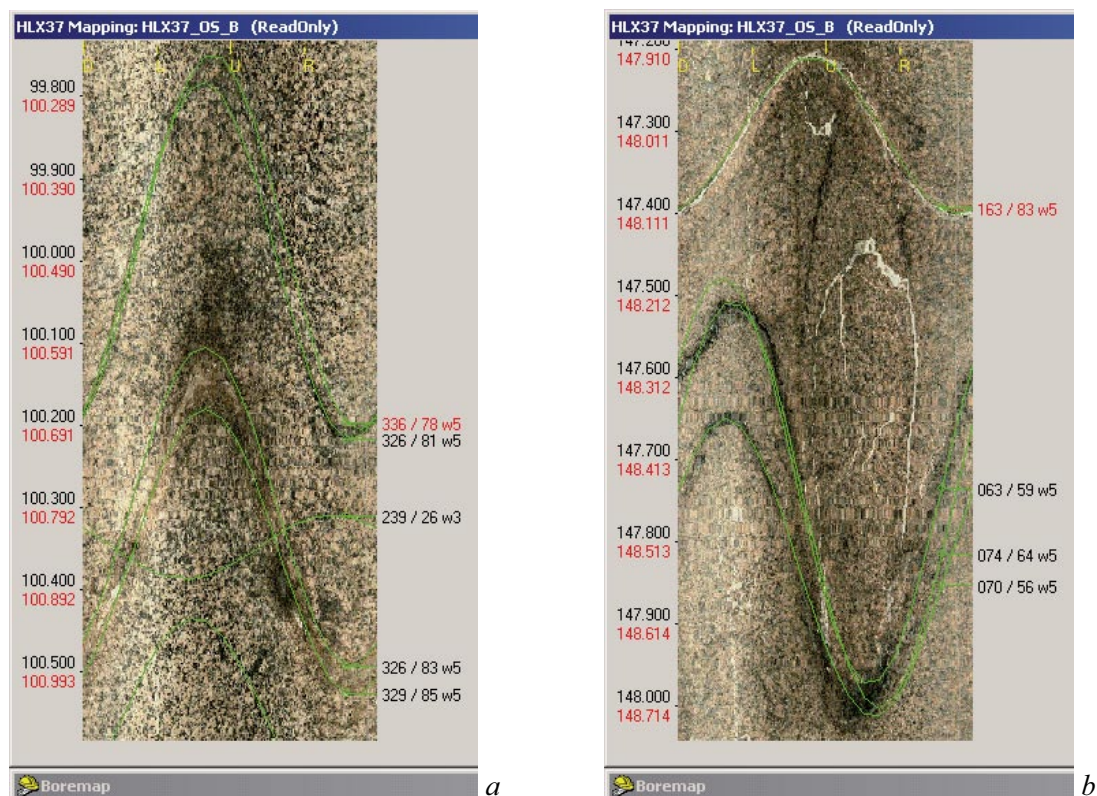 HLX37 Mapping: HLX37_OS_B (ReadOnly)
D L U R
99.800
100.289
99.900
100.390
100.000
100.490
100.100
100.591
100.200
100.691
336 / 78 w5
326 / 81 w5
100.300
100.792
239 / 26 w3
100.400
100.892
100.500
100.993
326 / 83 w5
329 / 85 w5
Boremap
a
HLX37 Mapping: HLX37_OS_B (ReadOnly)
147.200
147.910
D L U R
147.300
148.011
147.400
148.111
163 / 83 w5
147.500
148.212
147.600
148.312
147.700
148.413
063 / 59 w5
147.800
148.513
074 / 64 w5
070 / 56 w5
147.900
148.614
148.000
148.714
Boremap
b